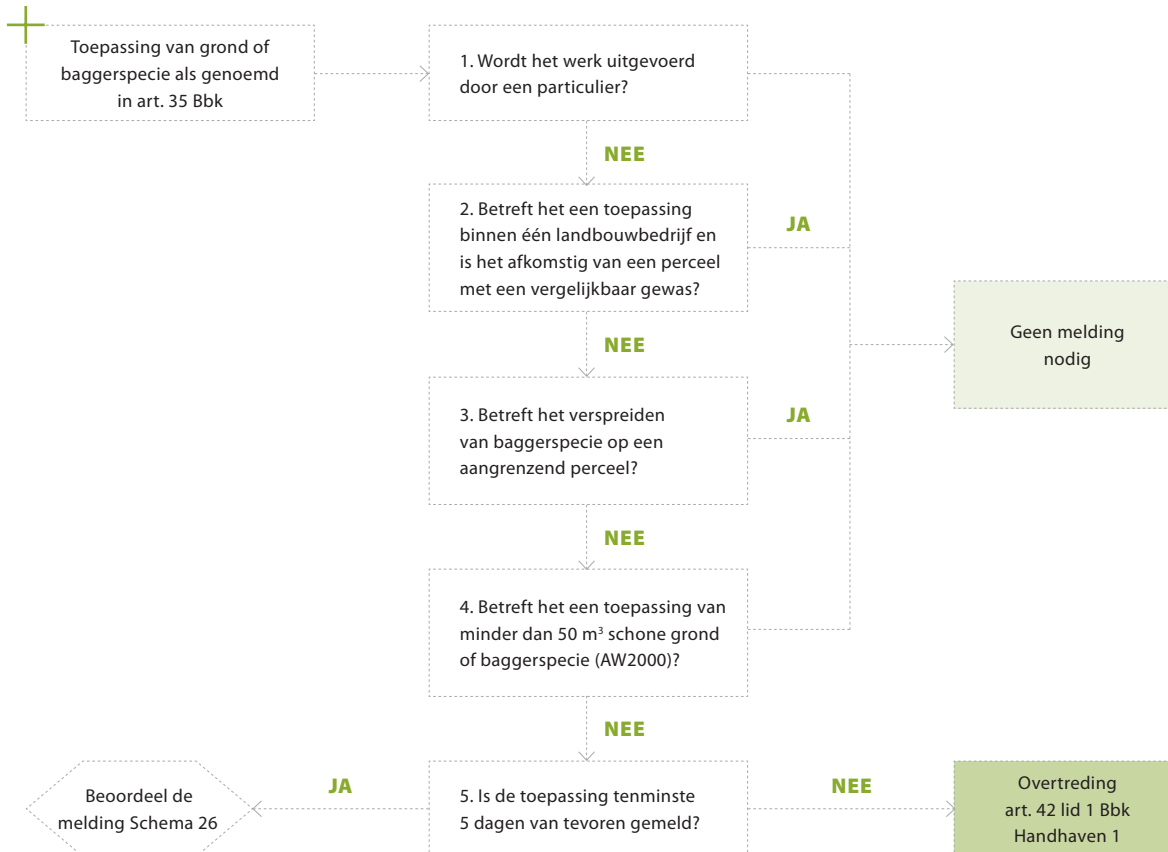 Toepassing van grond of
baggerspecie als genoemd
in art. 35 Bbk
1. Wordt het werk uitgevoerd
door een particulier?
NEE
2. Betreft het een toepassing
binnen één landbouwbedrijf en
is het afkomstig van een perceel
met een vergelijkbaar gewas?
JA
NEE
Geen melding
nodig
3. Betreft het verspreiden
van baggerspecie op een
aangrenzend perceel?
JA
NEE
4. Betreft het een toepassing van
minder dan 50 m³ schone grond
of baggerspecie (AW2000)?
NEE
5. Is de toepassing tenminste
5 dagen van tevoren gemeld?
JA
Beoordeel de
melding Schema 26
NEE
Overtreding
art. 42 lid 1 Bbk
Handhaven 1